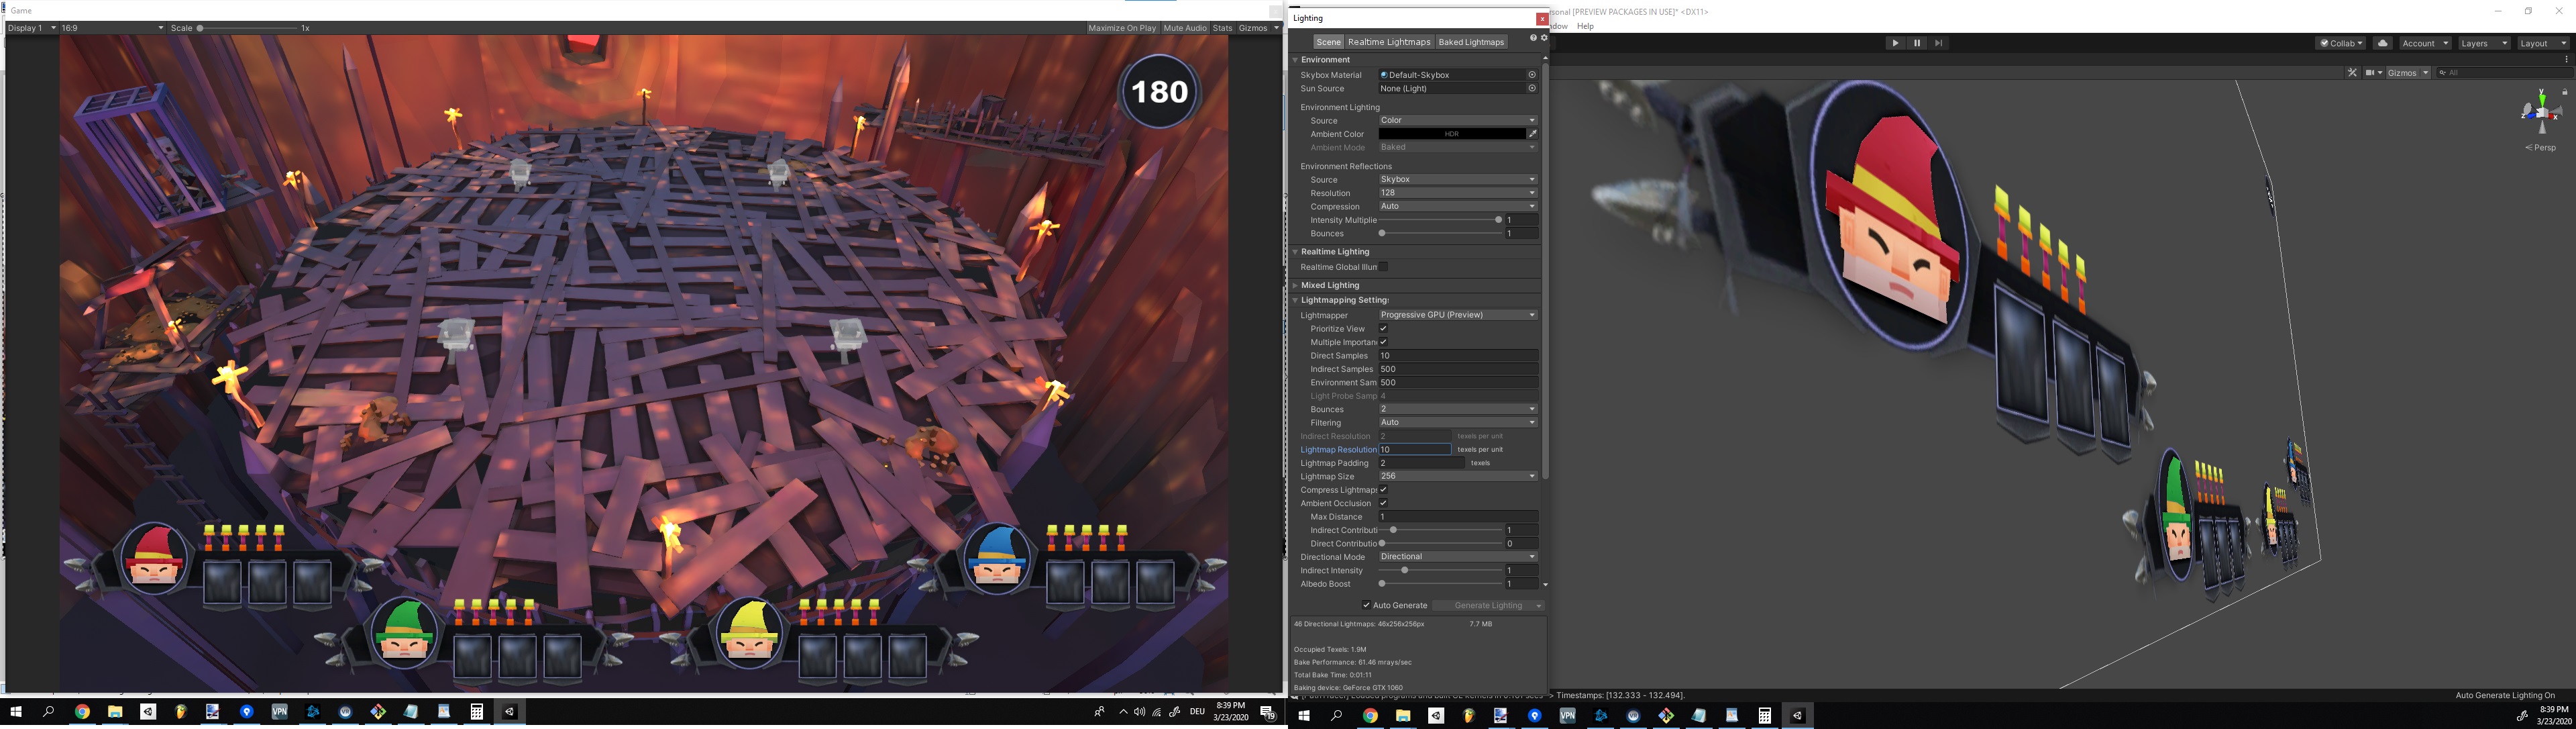 Game
Display 1 16:9 Scale 1x Maximize On Play Mute Audio Stats Gizmos
180
Lighting
Scene Realtime Lightmaps Baked Lightmaps
Environment
Skybox Material Default-Skybox
Sun Source None (Light)
Environment Lighting
Source Color
Ambient Color HDR
Ambient Mode Baked
Environment Reflections
Source Skybox
Resolution 128
Compression Auto
Intensity Multiplie 1
Bounces 1
Realtime Lighting
Realtime Global Illun
Mixed Lighting
Lightmapping Setting
Lightmapper Progressive GPU (Preview)
Prioritize View
Multiple Importan
Direct Samples 10
Indirect Samples 500
Environment Sam 500
Light Probe Samp 4
Bounces 2
Filtering Auto
Indirect Resolution 2 texels per unit
Lightmap Resolution 10 texels per unit
Lightmap Padding 2 texels
Lightmap Size 256
Compress Lightmap
Ambient Occlusion
Max Distance 1
Indirect Contributi 1
Direct Contributio 0
Directional Mode Directional
Indirect Intensity 1
Albedo Boost 1
Auto Generate Generate Lighting
46 Directional Lightmaps: 46x256x256px 7.7 MB
Occupied Texels: 1.9M
Bake Performance: 61.46 mrays/sec
Total Bake Time: 0:01:11
Baking device: GeForce GTX 1060
rsonal [PREVIEW PACKAGES IN USE]* <DX11>
ndow Help
Collab Account Layers Layout
Gizmos All
y
z x
Persp
> Timestamps: [132.333 - 132.494].
Auto Generate Lighting On
VPN
DEU
8:39 PM
3/23/2020
19
VPN
8:39 PM
3/23/2020